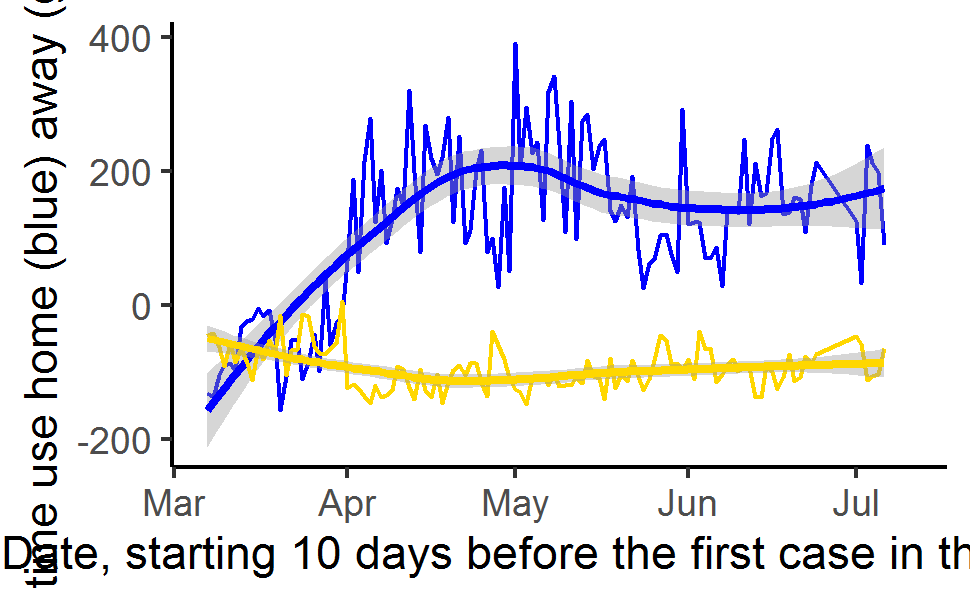 time use home (blue) away (
400
200
0
-200
Mar Apr May Jun Jul
Date, starting 10 days before the first case in th